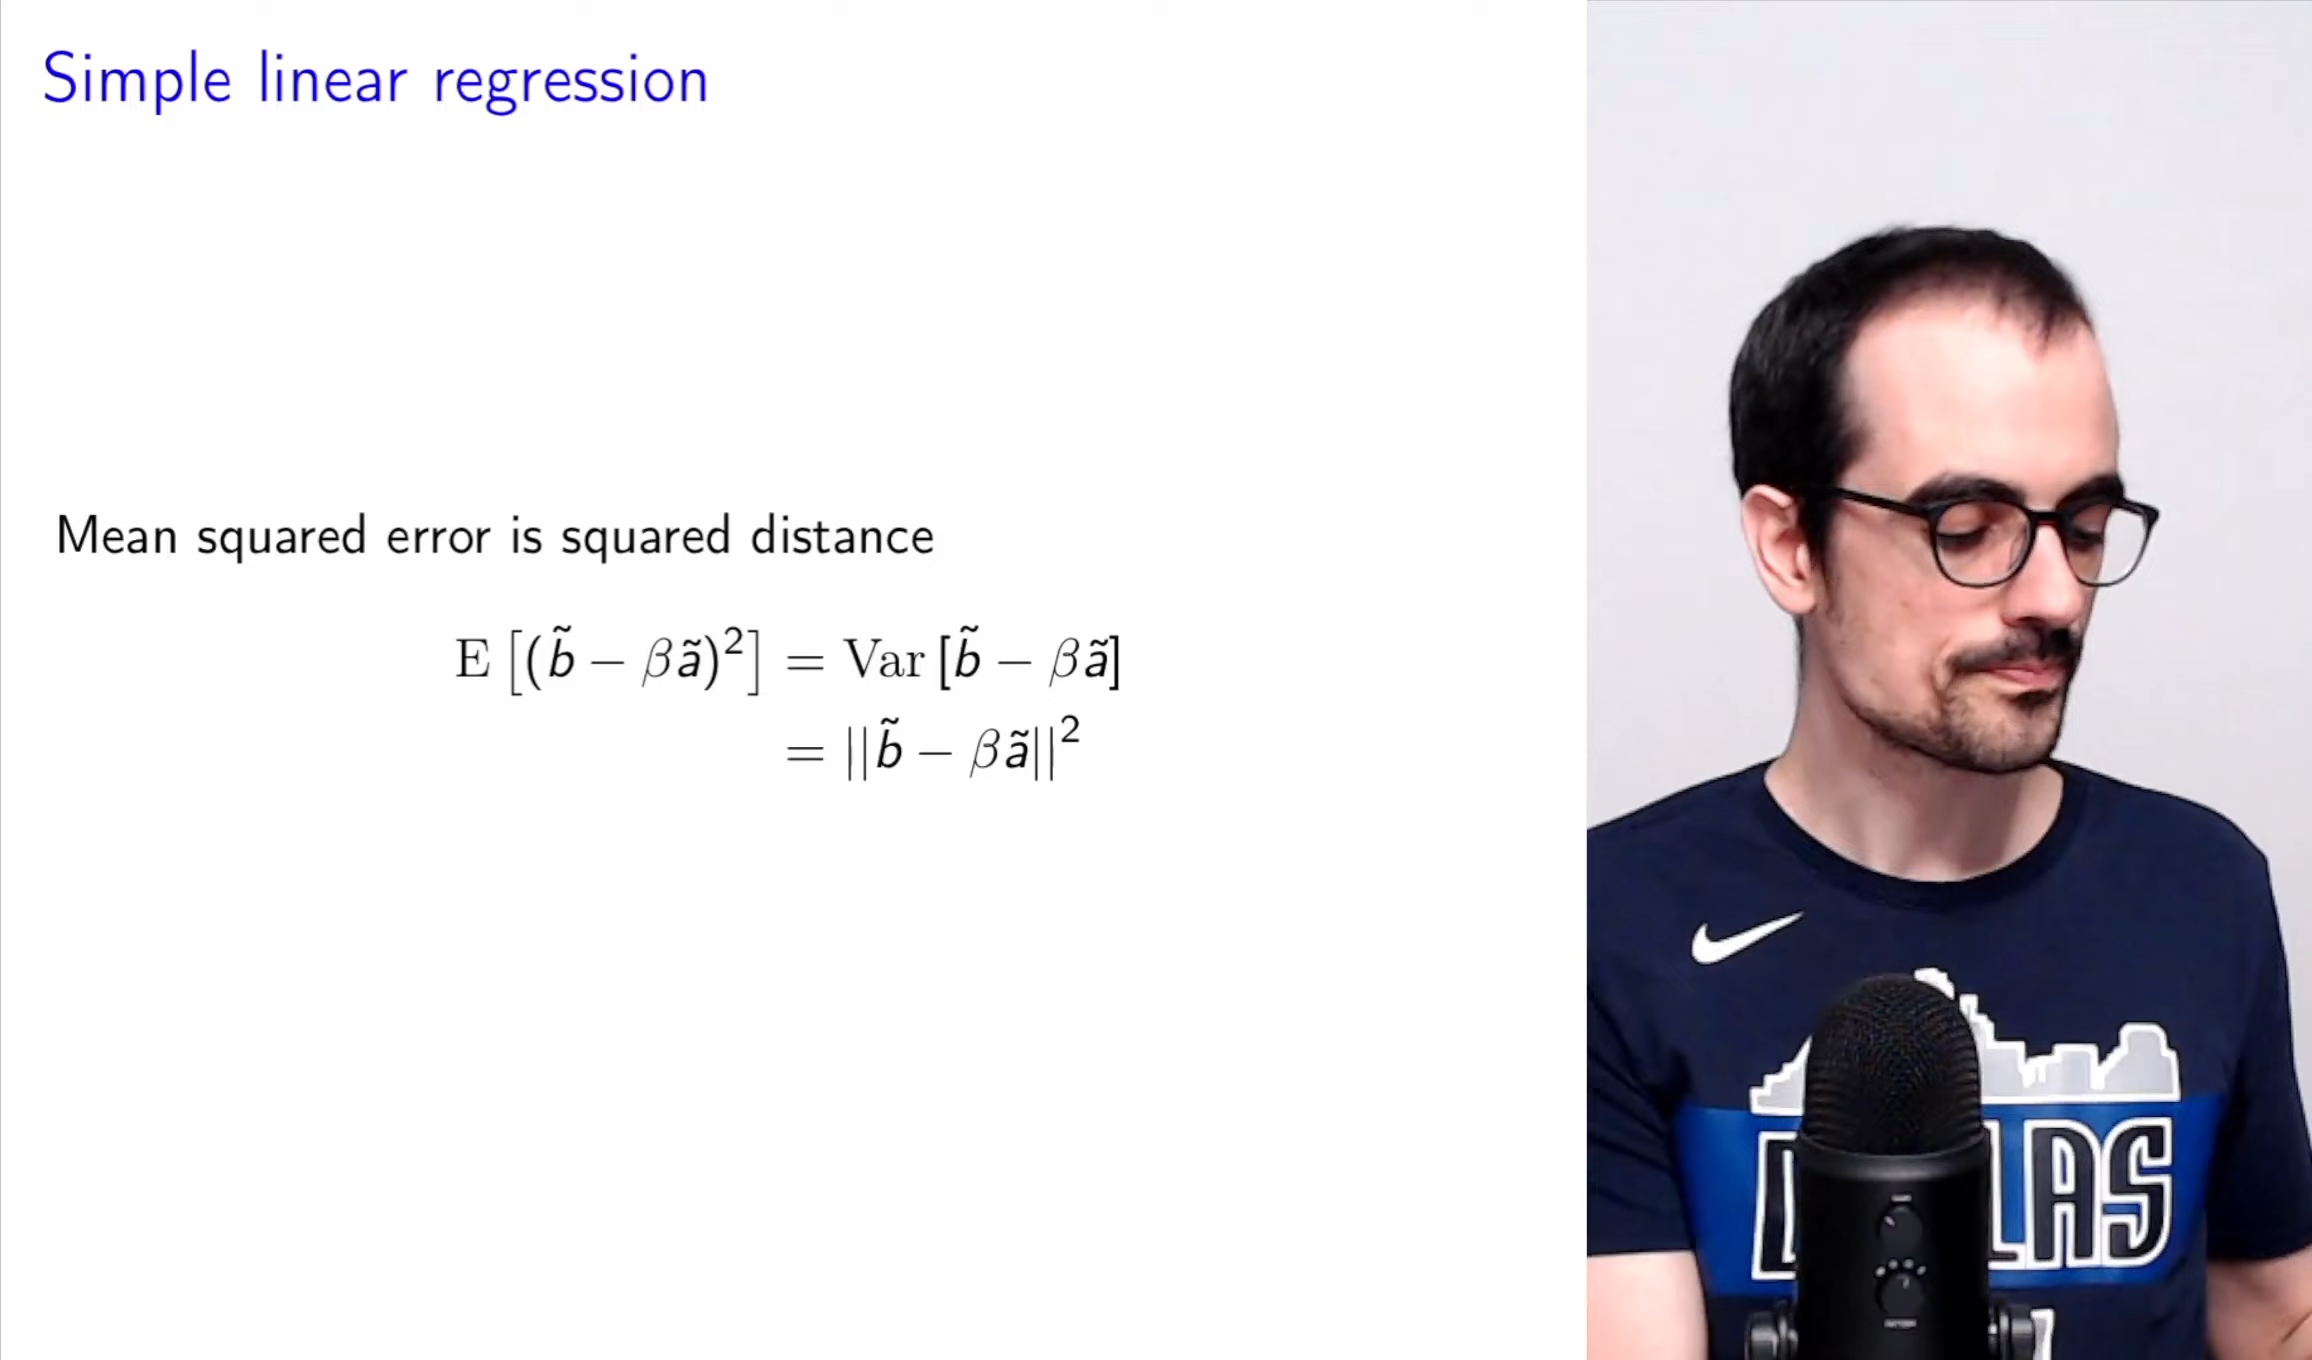 Simple linear regression
Mean squared error is squared distance
E [(b̃ − βã)²] = Var [b̃ − βã]
= ||b̃ − βã||²